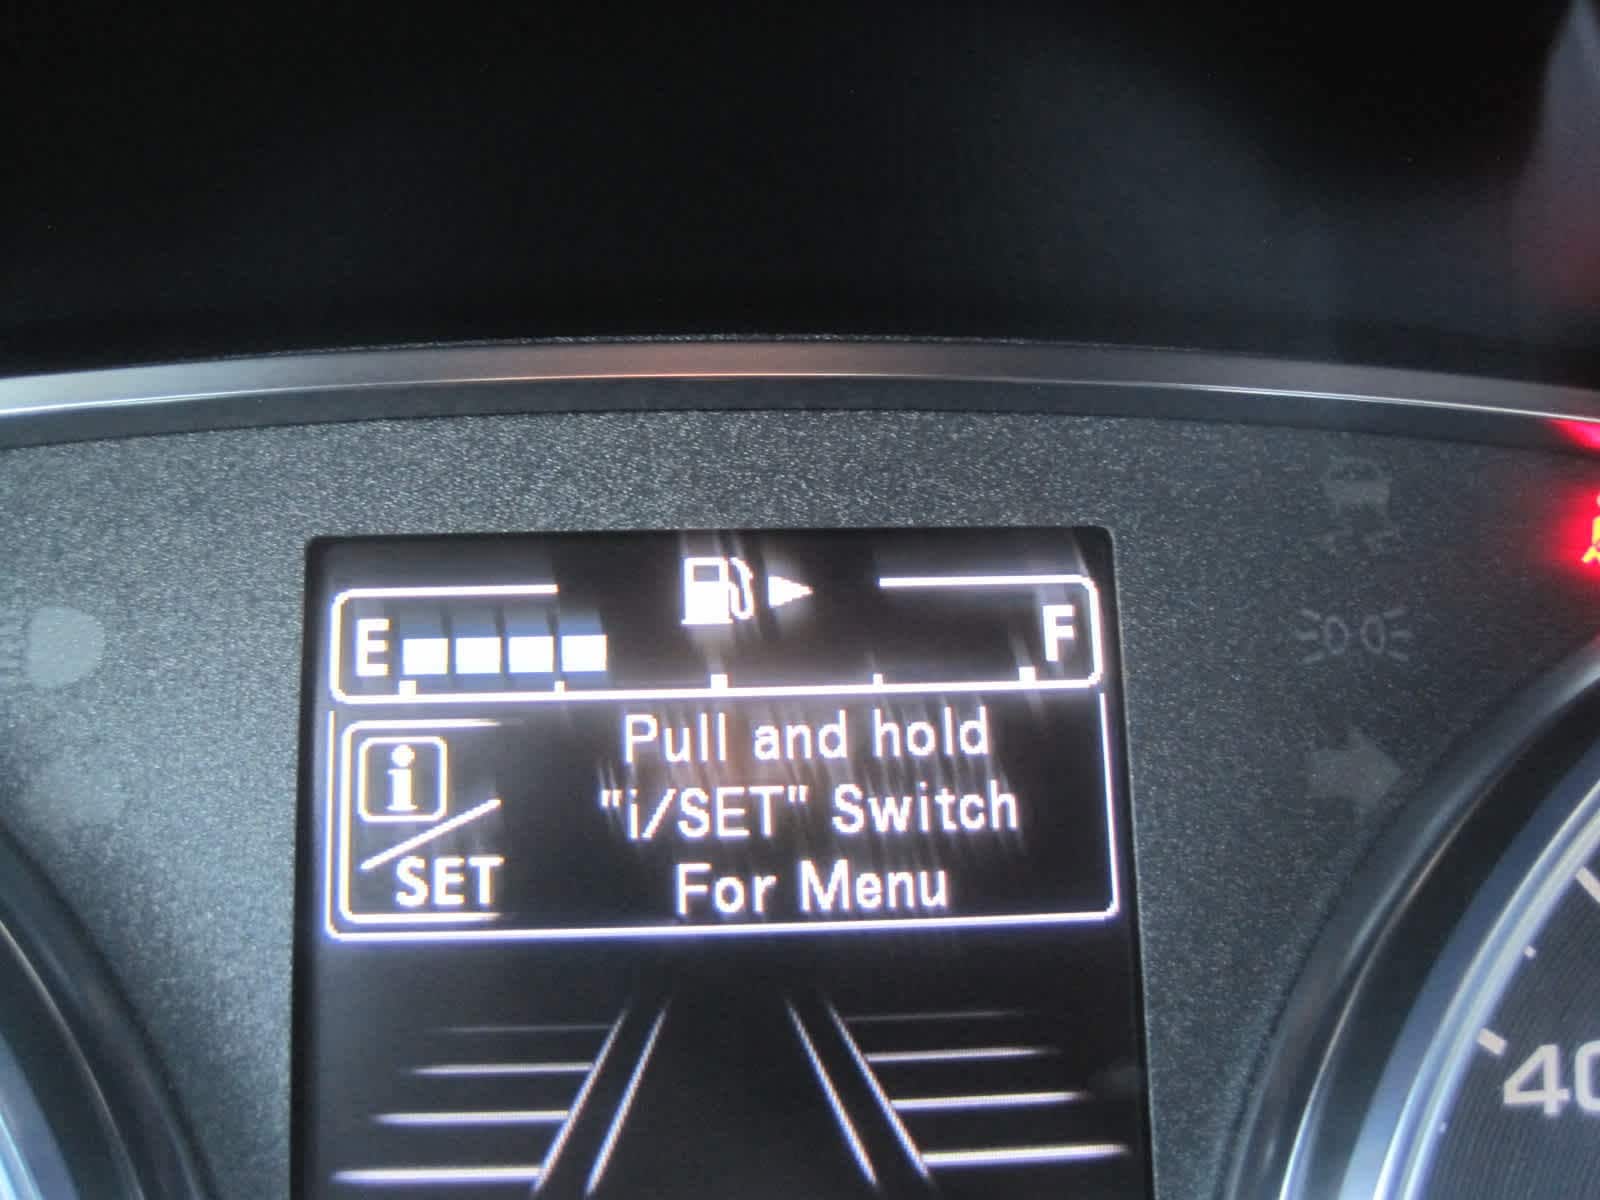 E F
i
/SET
Pull and hold
"i/SET" Switch
For Menu
40